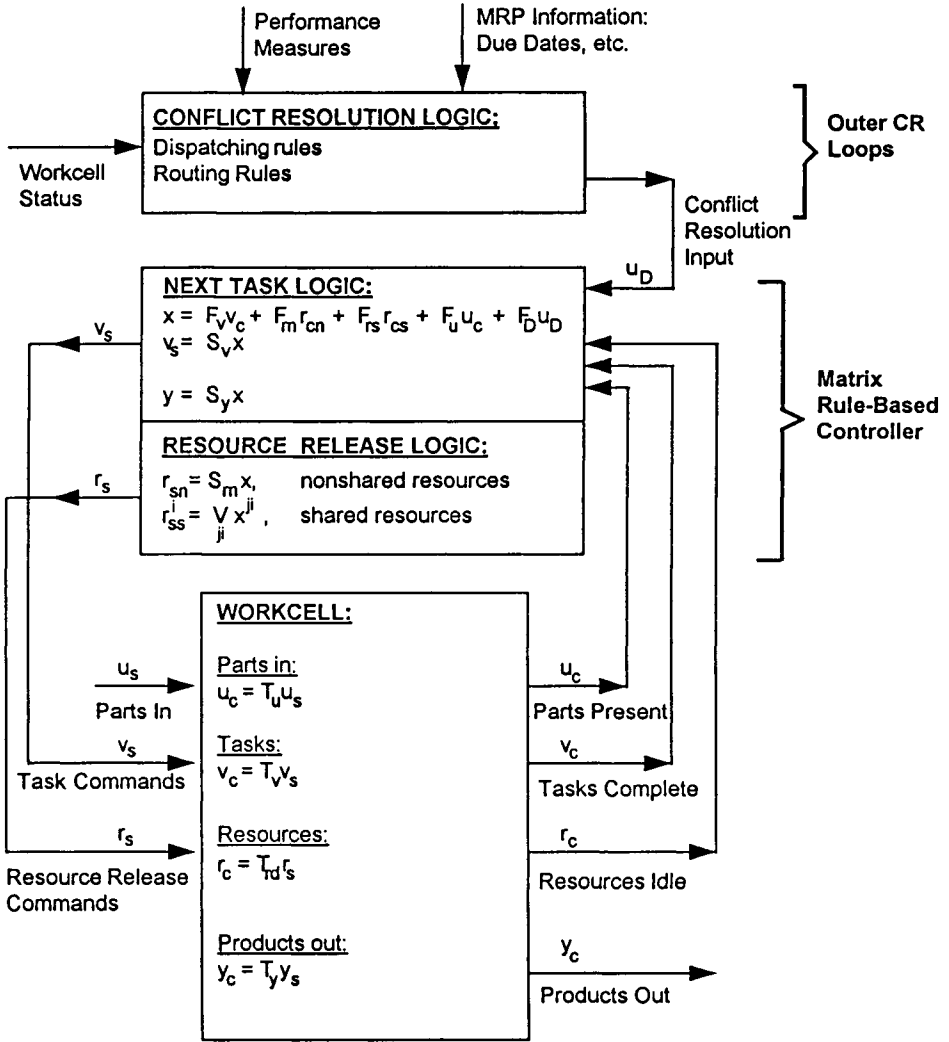 Performance
Measures
MRP Information:
Due Dates, etc.
CONFLICT RESOLUTION LOGIC:
Dispatching rules
Routing Rules
Outer CR
Loops
Workcell
Status
Conflict
Resolution
Input
u_D
NEXT TASK LOGIC:
x = F_v v_c + F_m r_cn + F_rs r_cs + F_u u_c + F_D u_D
v_s = S_v x
v_s
y = S_y x
Matrix
Rule-Based
Controller
RESOURCE RELEASE LOGIC:
r_sn = S_m x, nonshared resources
r_s
r_ss^i = V_ji x^ji , shared resources
WORKCELL:
Parts in:
u_c = T_u u_s
u_s
Parts In
u_c
Parts Present
Tasks:
v_c = T_v v_s
v_s
Task Commands
v_c
Tasks Complete
Resources:
r_c = T_rd r_s
r_s
Resource Release
Commands
r_c
Resources Idle
Products out:
y_c = T_y y_s
y_c
Products Out